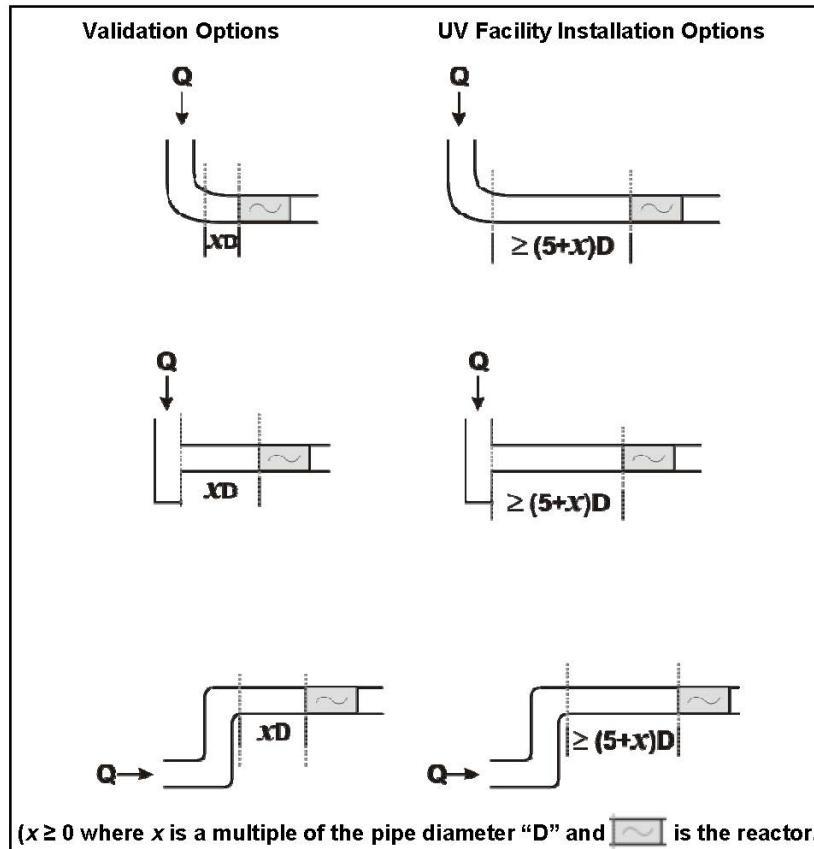 Validation Options
UV Facility Installation Options
Q
Q
xD
≥ (5+x)D
Q
Q
xD
≥ (5+x)D
xD
≥ (5+x)D
Q
Q
(x ≥ 0 where x is a multiple of the pipe diameter “D” and is the reactor.